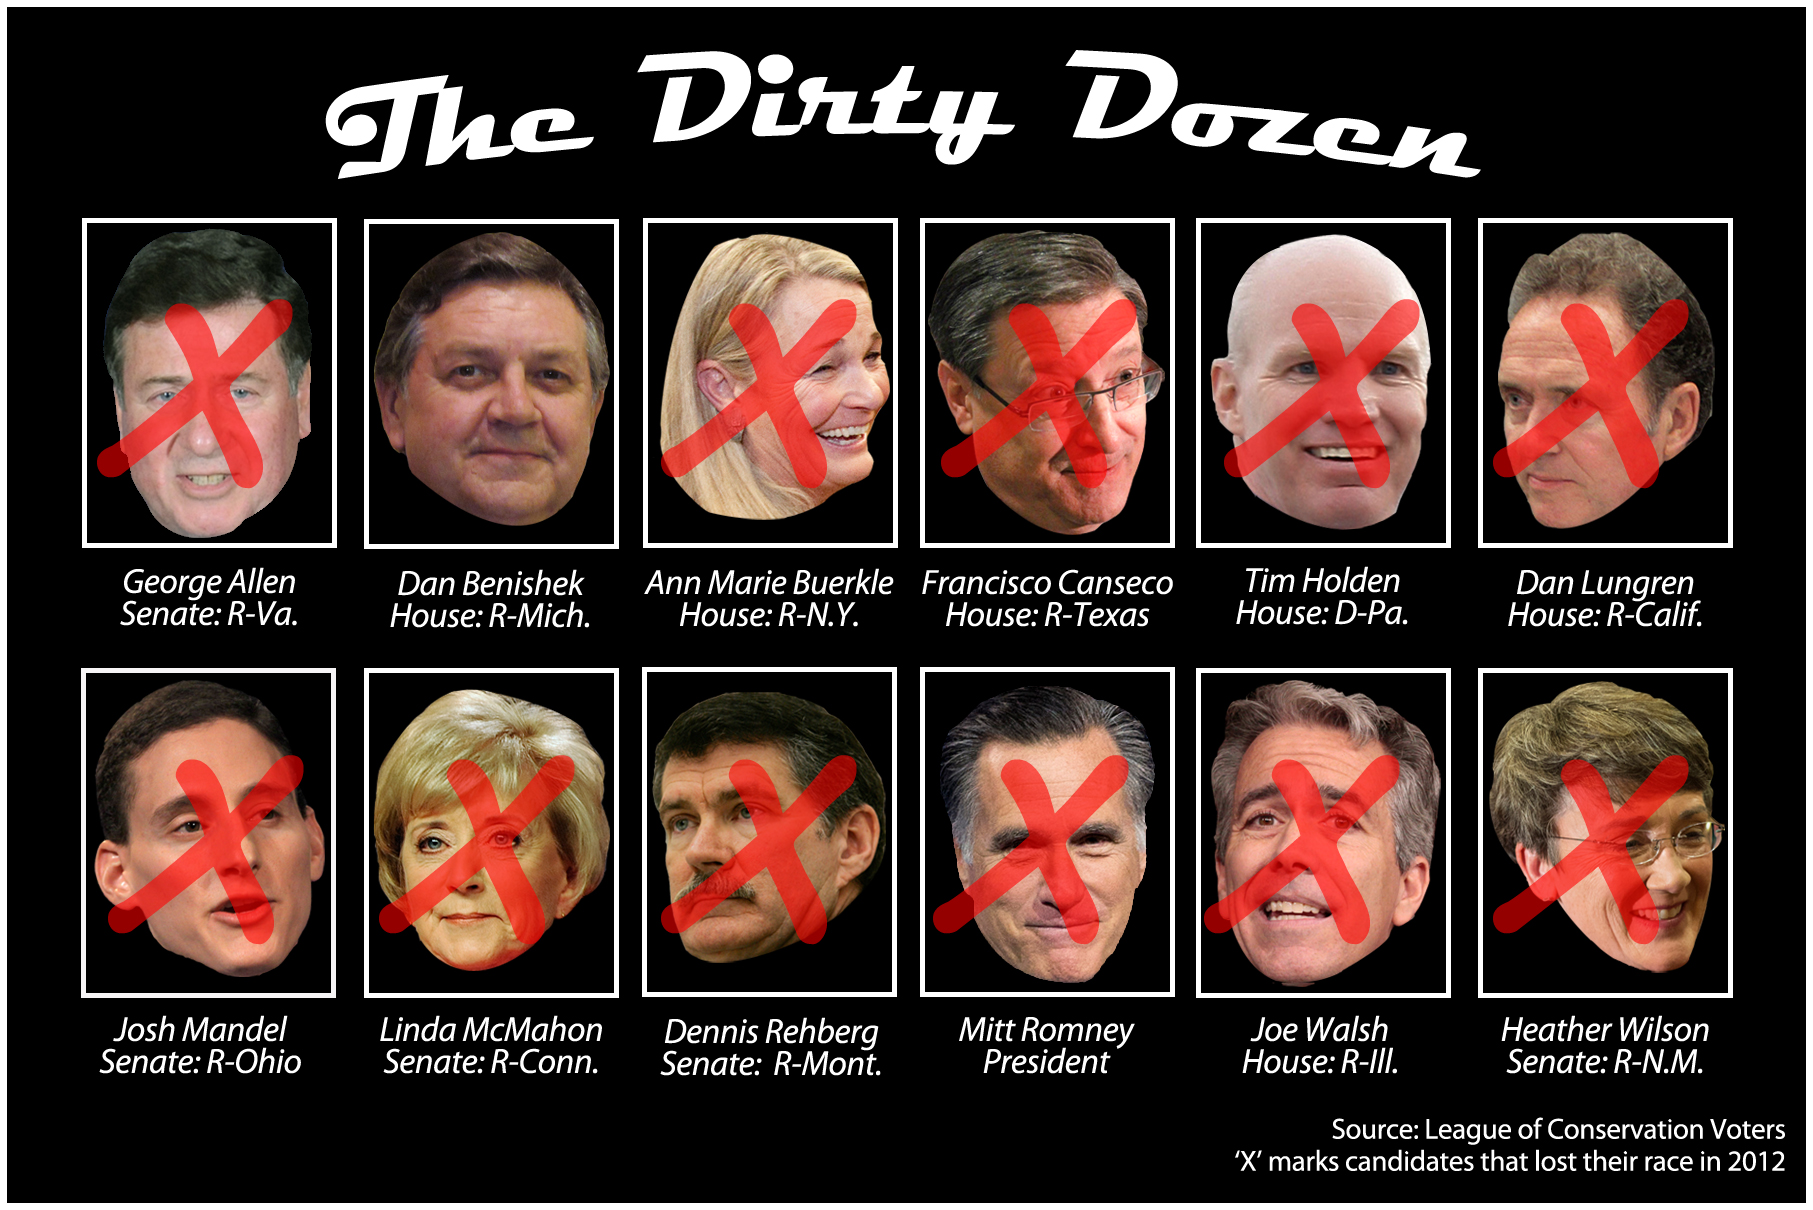 The Dirty Dozen
George Allen
Senate: R-Va.
Dan Benishek
House: R-Mich.
Ann Marie Buerkle
House: R-N.Y.
Francisco Canseco
House: R-Texas
Tim Holden
House: D-Pa.
Dan Lungren
House: R-Calif.
Josh Mandel
Senate: R-Ohio
Linda McMahon
Senate: R-Conn.
Dennis Rehberg
Senate: R-Mont.
Mitt Romney
President
Joe Walsh
House: R-Ill.
Heather Wilson
Senate: R-N.M.
Source: League of Conservation Voters
‘X’ marks candidates that lost their race in 2012